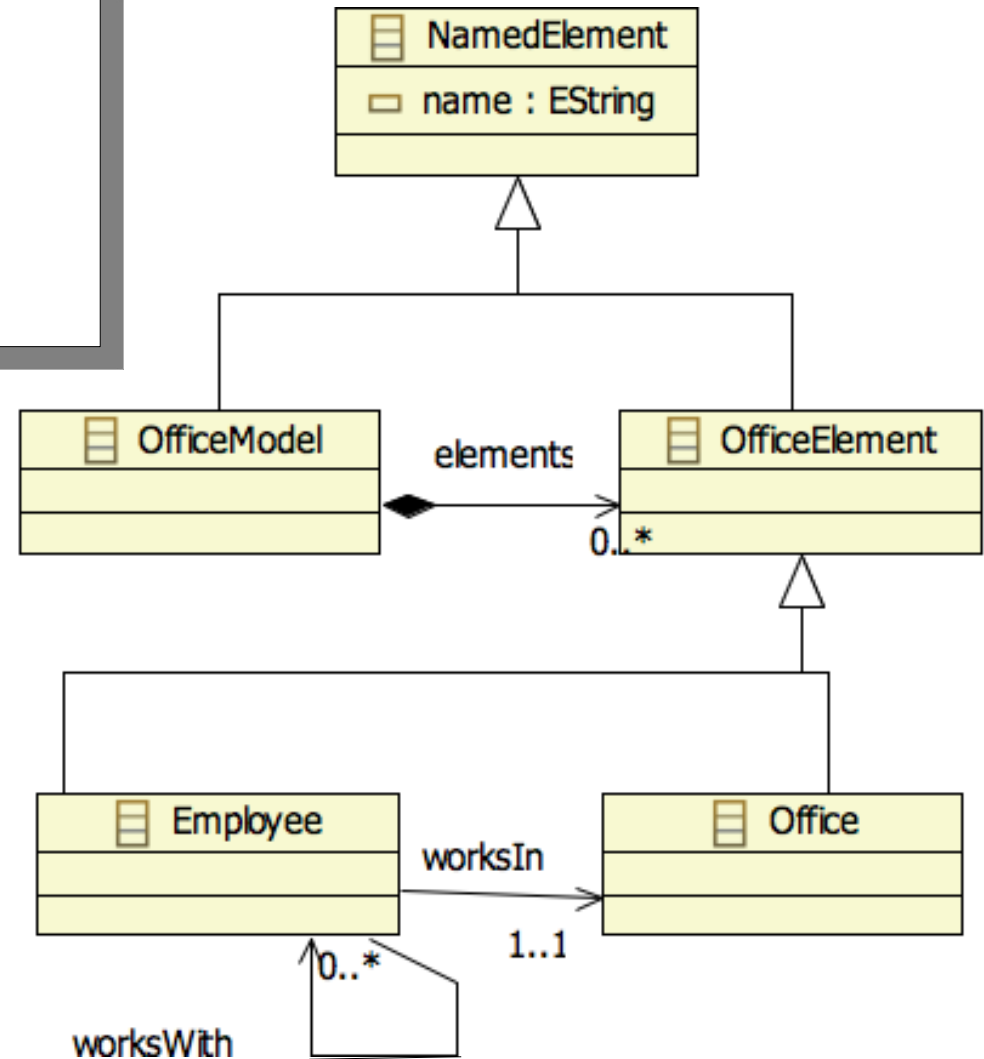 NamedElement
name : EString
OfficeModel
elements
OfficeElement
0..*
Employee
worksIn
Office
1..1
0..*
worksWith